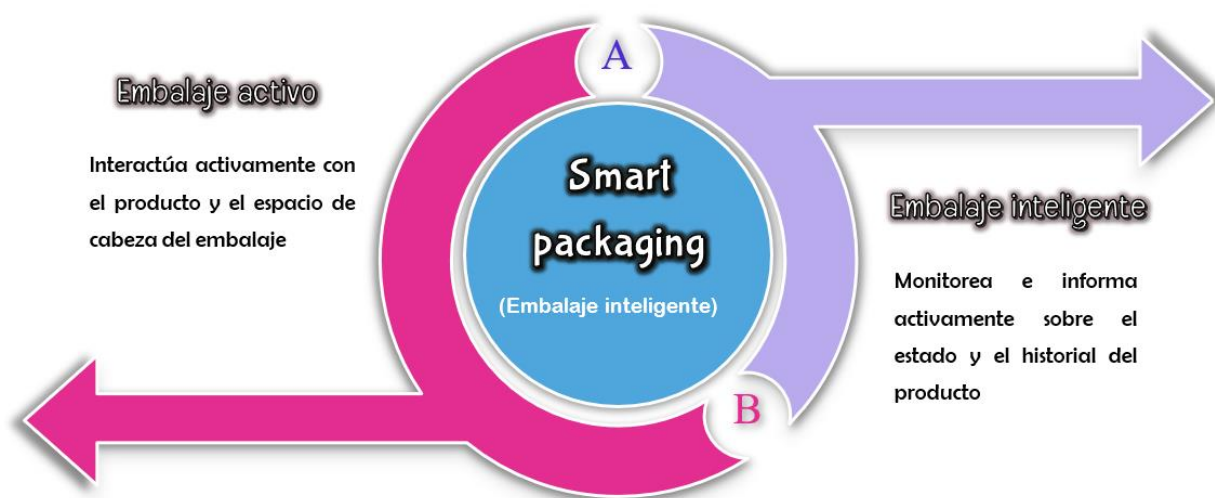 Embalaje activo
Interactúa activamente con
el producto y el espacio de
cabeza del embalaje
A
Smart
packaging
(Embalaje inteligente)
B
Embalaje inteligente
Monitorea e informa
activamente sobre el
estado y el historial del
producto